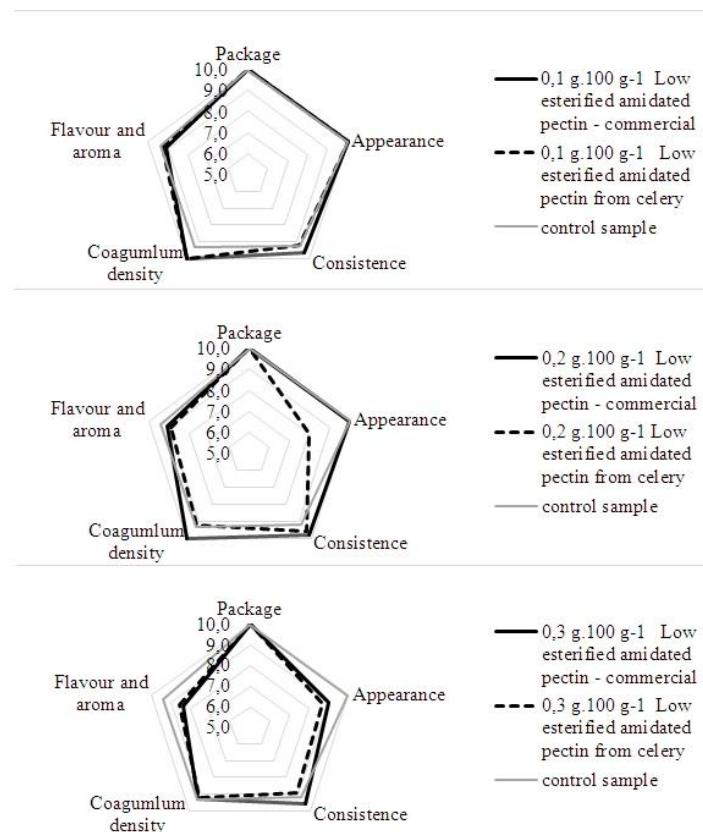 Package
10,0
9,0
8,0
7,0
6,0
5,0
Flavour and
aroma
Appearance
Coagumlum
density
Consistence
0,1 g.100 g-1 Low
esterified amidated
pectin - commercial
0,1 g.100 g-1 Low
esterified amidated
pectin from celery
control sample
Package
10,0
9,0
8,0
7,0
6,0
5,0
Flavour and
aroma
Appearance
Coagumlum
density
Consistence
0,2 g.100 g-1 Low
esterified amidated
pectin - commercial
0,2 g.100 g-1 Low
esterified amidated
pectin from celery
control sample
Package
10,0
9,0
8,0
7,0
6,0
5,0
Flavour and
aroma
Appearance
Coagumlum
density
Consistence
0,3 g.100 g-1 Low
esterified amidated
pectin - commercial
0,3 g.100 g-1 Low
esterified amidated
pectin from celery
control sample